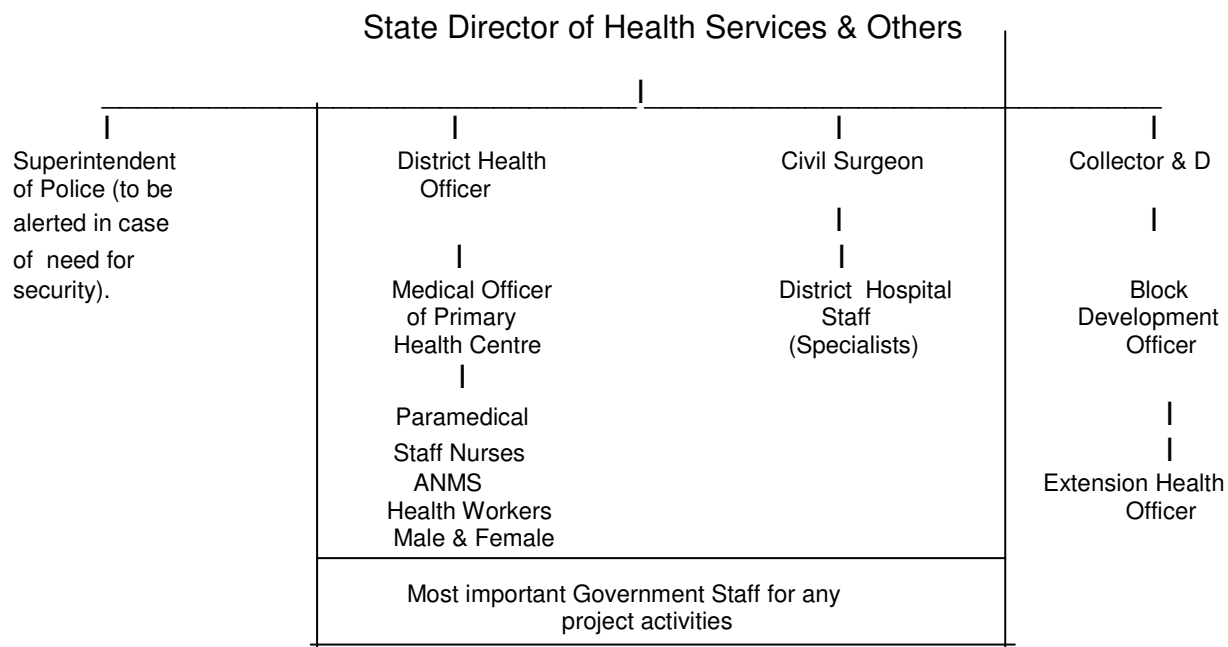 State Director of Health Services & Others
Superintendent
of Police (to be
alerted in case
of need for
security).
District Health
Officer
Medical Officer
of Primary
Health Centre
Paramedical
Staff Nurses
ANMS
Health Workers
Male & Female
Civil Surgeon
District Hospital
Staff
(Specialists)
Collector & D
Block
Development
Officer
Extension Health
Officer
Most important Government Staff for any
project activities